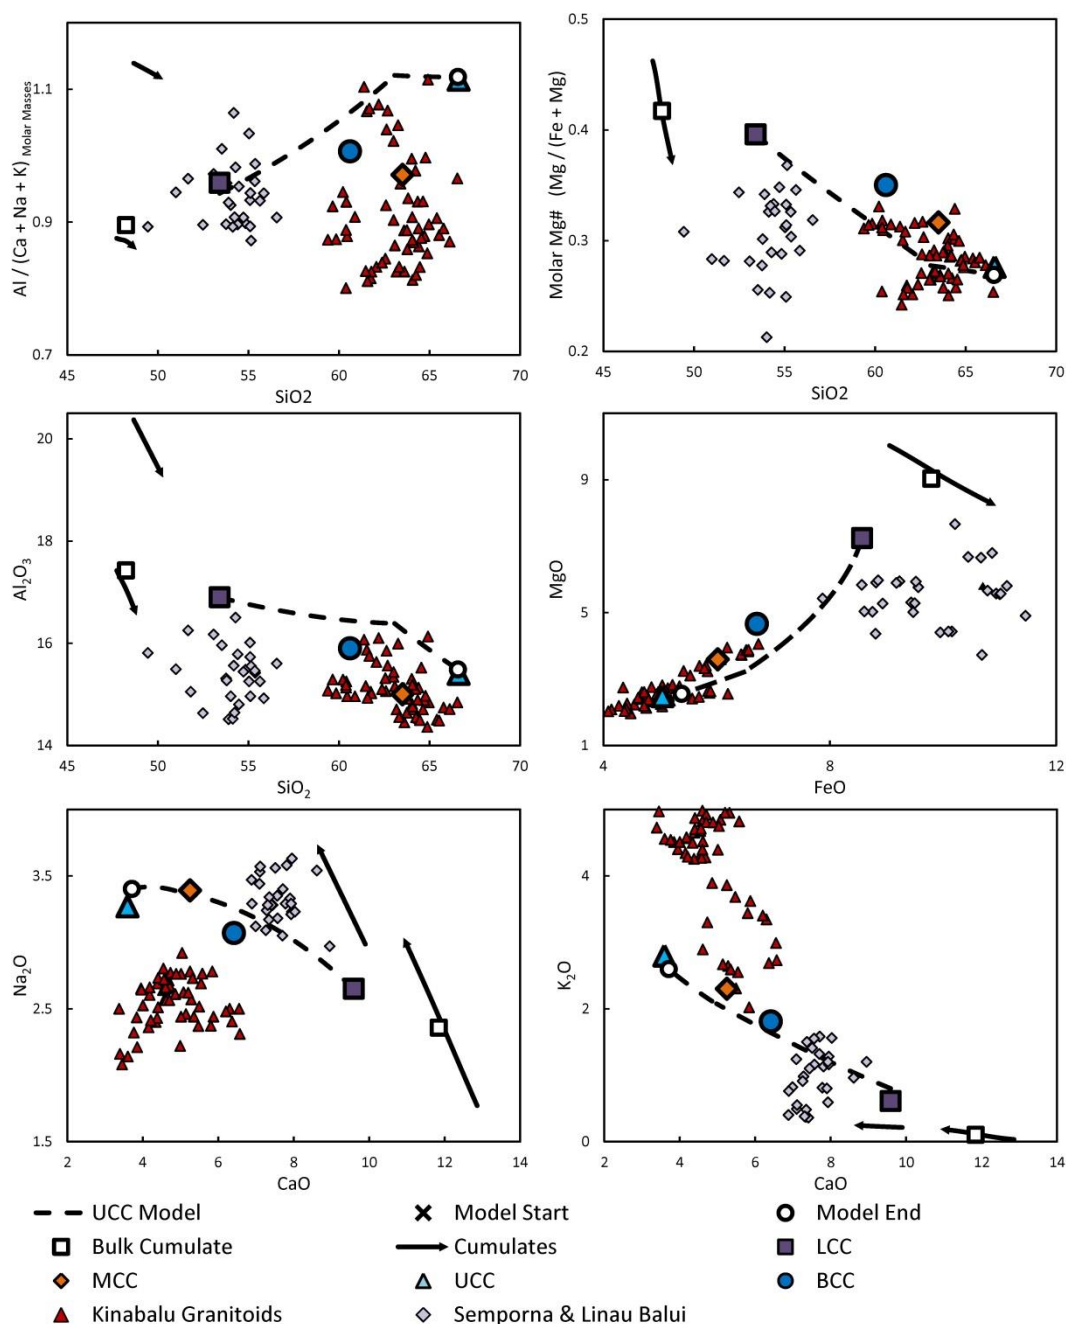 1.1
0.9
0.7
Al / (Ca + Na + K) Molar Masses
45 50 55 60 65 70
SiO2
0.5
0.4
0.3
0.2
Molar Mg# (Mg / (Fe + Mg)
45 50 55 60 65 70
SiO2
20
18
16
14
Al₂O₃
45 50 55 60 65 70
SiO₂
9
5
1
MgO
4 8 12
FeO
3.5
2.5
1.5
Na₂O
2 4 6 8 10 12 14
CaO
4
2
0
K₂O
2 4 6 8 10 12 14
CaO
UCC Model Model Start Model End
Bulk Cumulate Cumulates LCC
MCC UCC BCC
Kinabalu Granitoids Semporna & Linau Balui